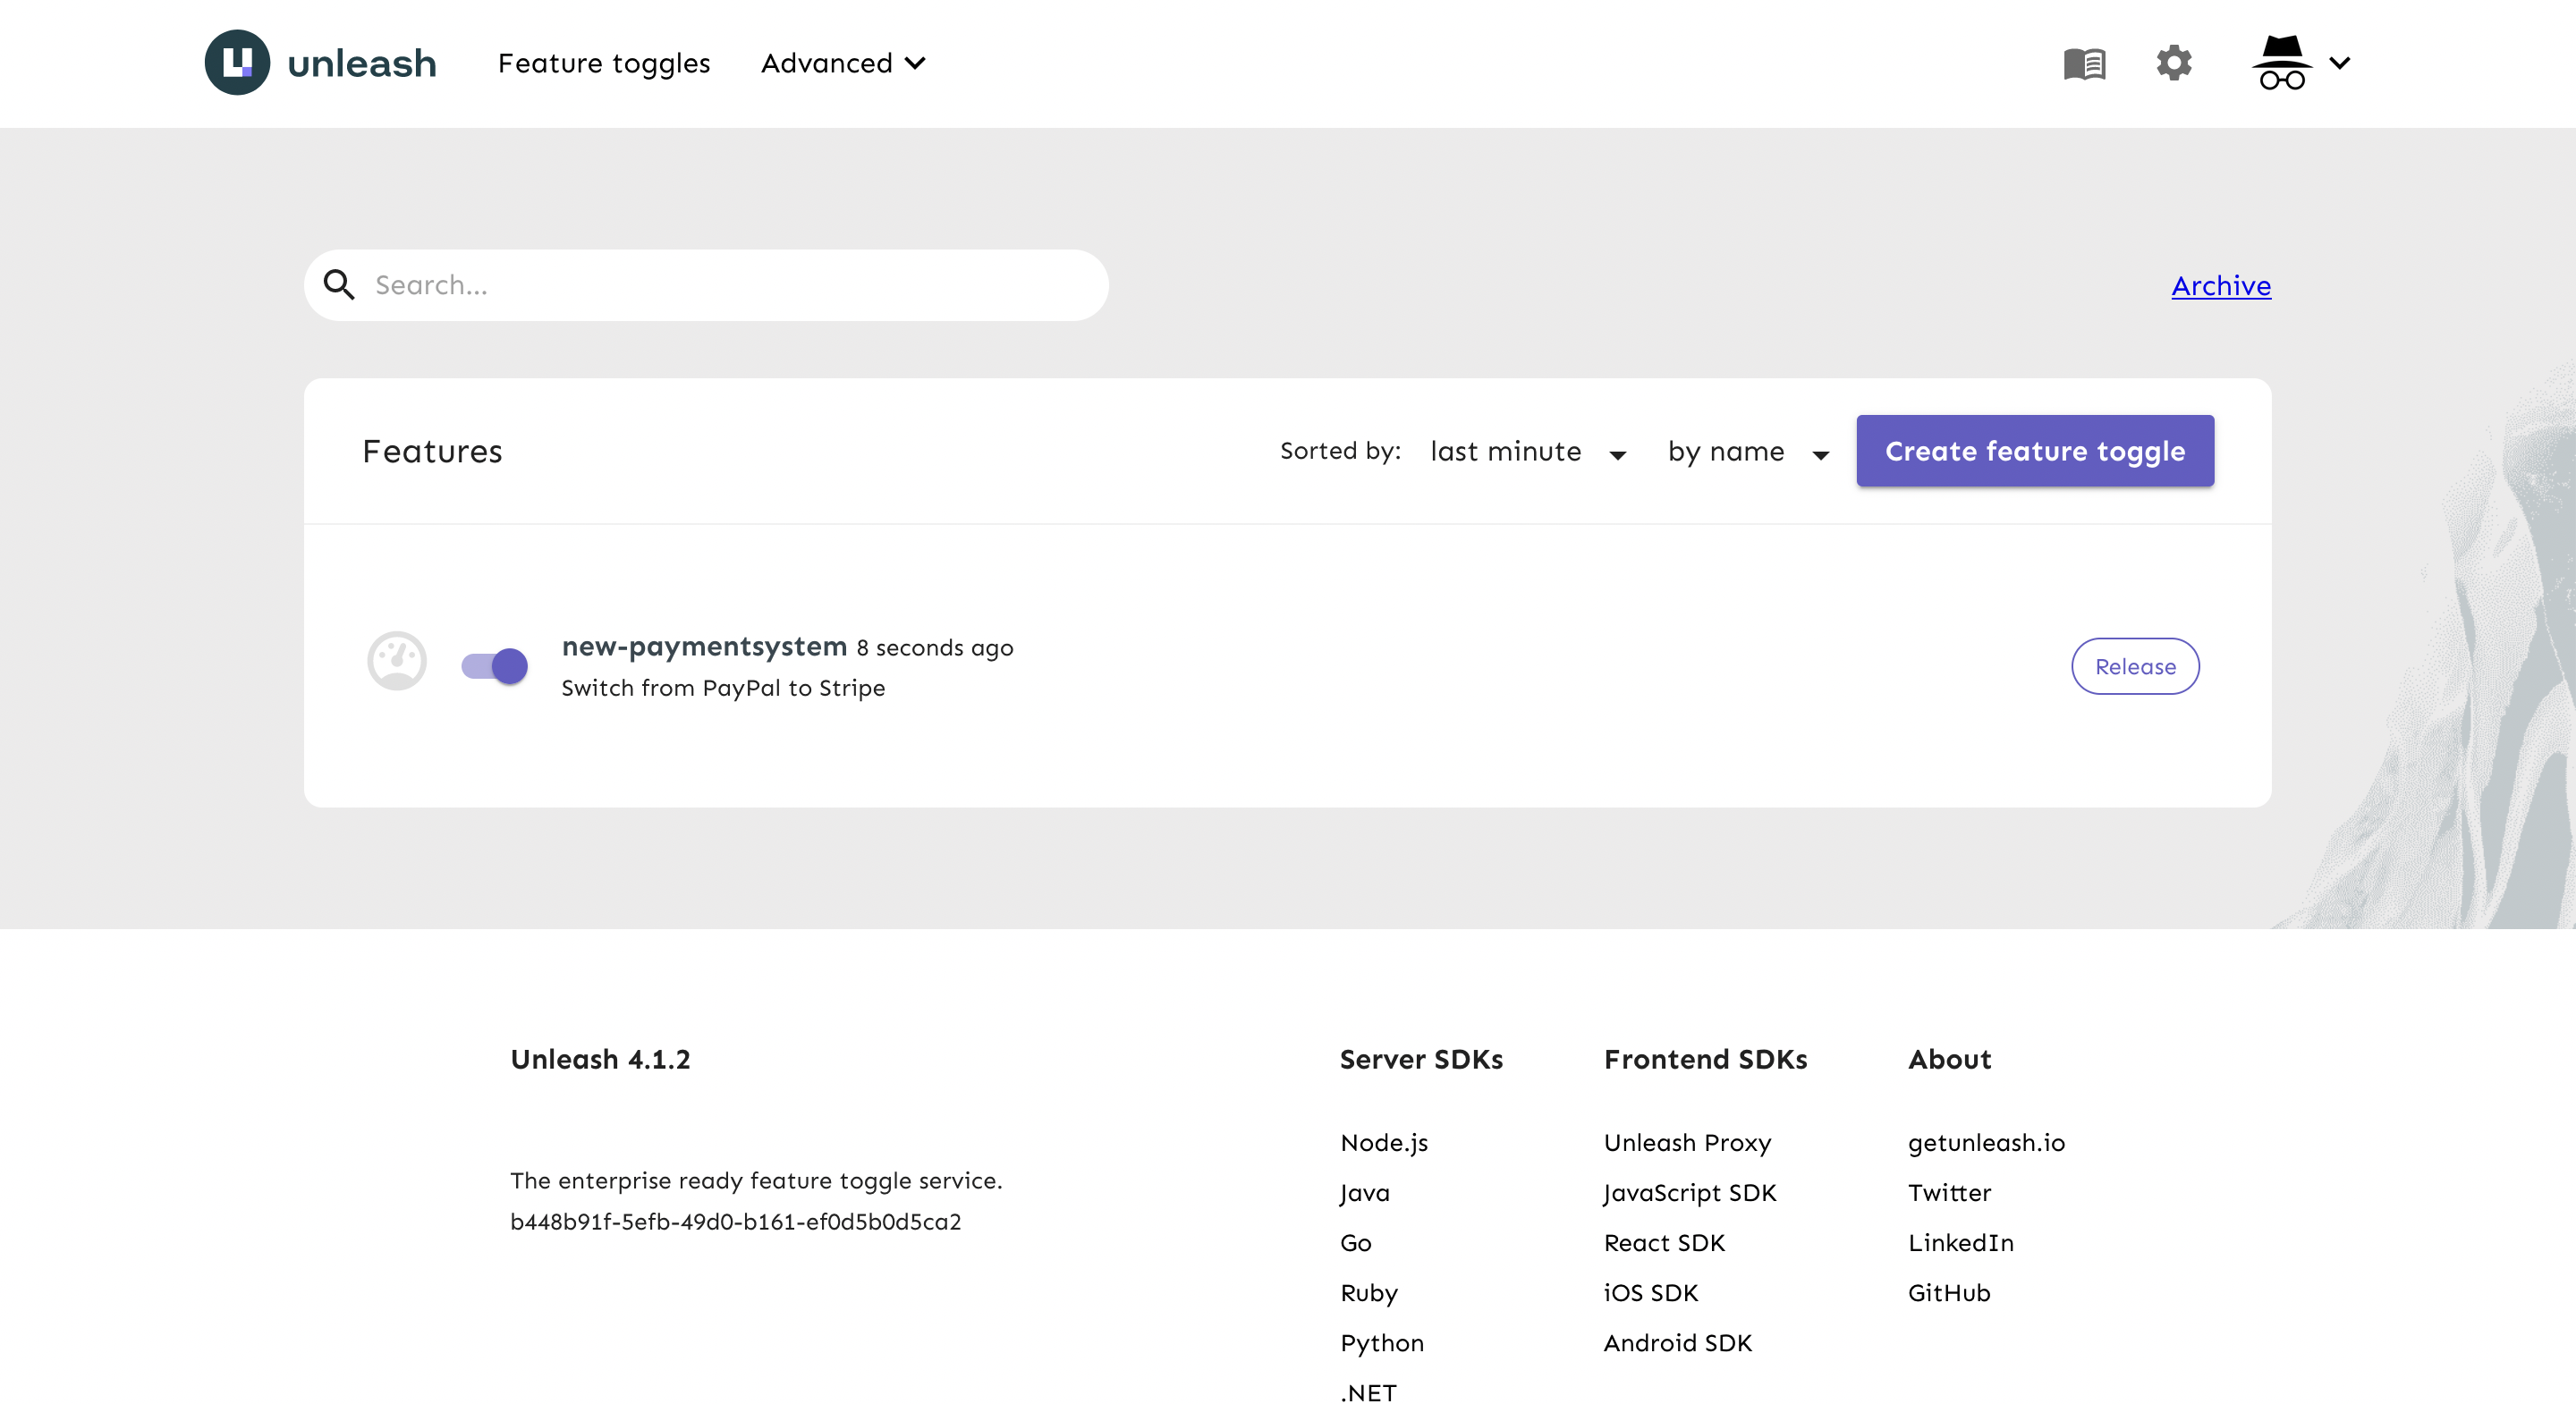 unleash Feature toggles Advanced
Search...
Archive
Features Sorted by: last minute by name Create feature toggle
new-paymentsystem 8 seconds ago
Switch from PayPal to Stripe
Release
Unleash 4.1.2
The enterprise ready feature toggle service.
b448b91f-5efb-49d0-b161-ef0d5b0d5ca2
Server SDKs
Node.js
Java
Go
Ruby
Python
.NET
Frontend SDKs
Unleash Proxy
JavaScript SDK
React SDK
iOS SDK
Android SDK
About
getunleash.io
Twitter
LinkedIn
GitHub